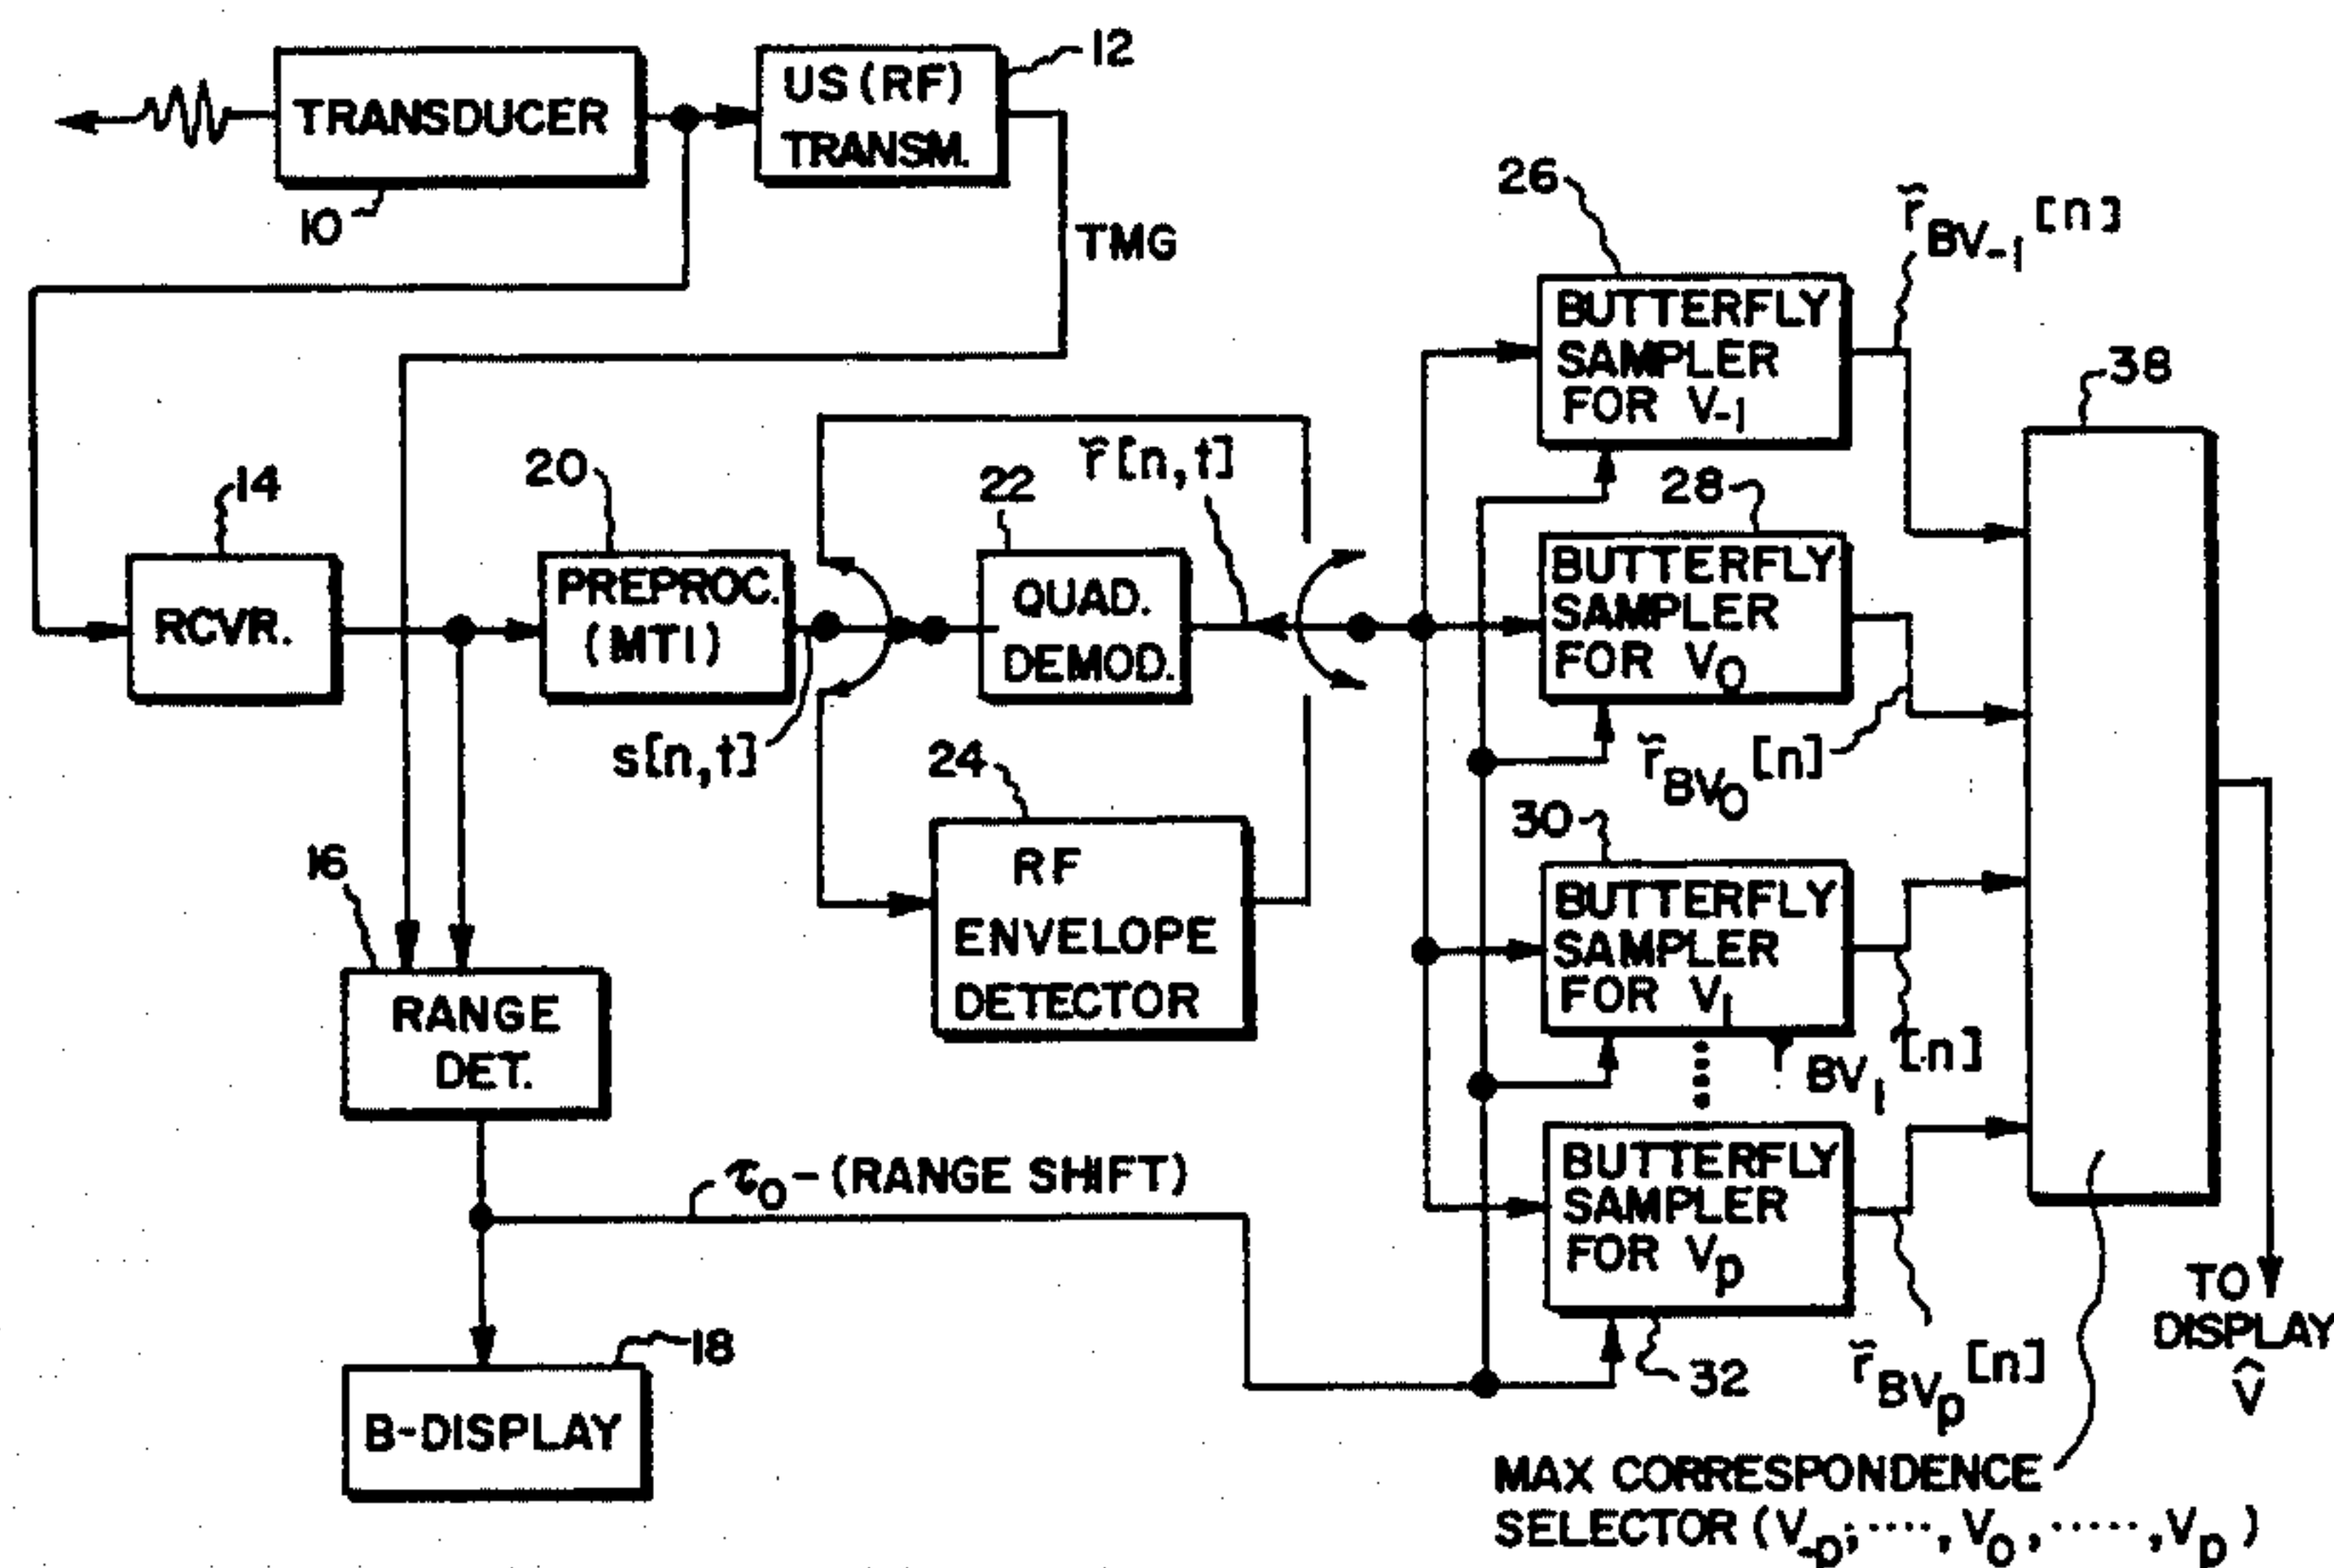 TRANSDUCER
10
US (RF)
TRANSM.
12
TMG
14
RCVR.
20
PREPROC.
(MTI)
s[n,t]
22
QUAD.
DEMOD.
r̃[n,t]
24
RF
ENVELOPE
DETECTOR
16
RANGE
DET.
τ₀-(RANGE SHIFT)
18
B-DISPLAY
26
BUTTERFLY
SAMPLER
FOR V₋₁
r̃BV₋₁[n]
28
BUTTERFLY
SAMPLER
FOR V₀
r̃BV₀[n]
30
BUTTERFLY
SAMPLER
FOR V₁
r̃BV₁[n]
BUTTERFLY
SAMPLER
FOR Vp
32
r̃BVp[n]
38
TO
DISPLAY
V̂
MAX CORRESPONDENCE
SELECTOR (V-p,....., V₀, ....., Vp)